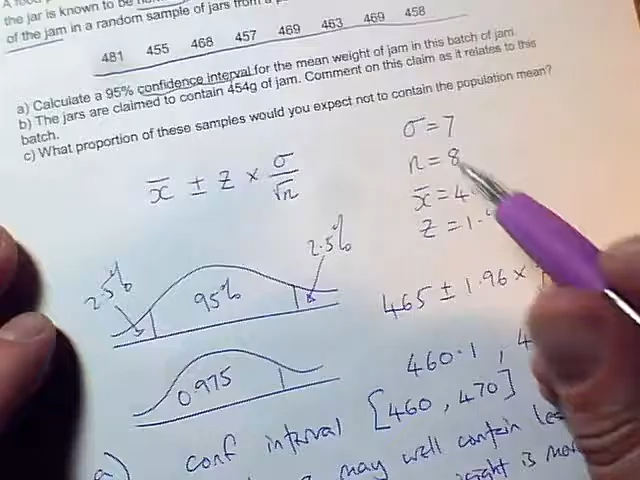 the jar is known to be
of the jam in a random sample of jars from a
481 455 468 457 469 463 469 458
a) Calculate a 95% confidence interval for the mean weight of jam in this batch of jam
b) The jars are claimed to contain 454g of jam. Comment on this claim as it relates to this
batch.
c) What proportion of these samples would you expect not to contain the population mean?
σ = 7
n = 8
x̄ ± z × σ/√n
x̄ = 4
z = 1.
2.5%
2.5%
95%
465 ± 1.96 ×
0.975
460.1 , 4
a) conf interval [460, 470]
may well contain
is